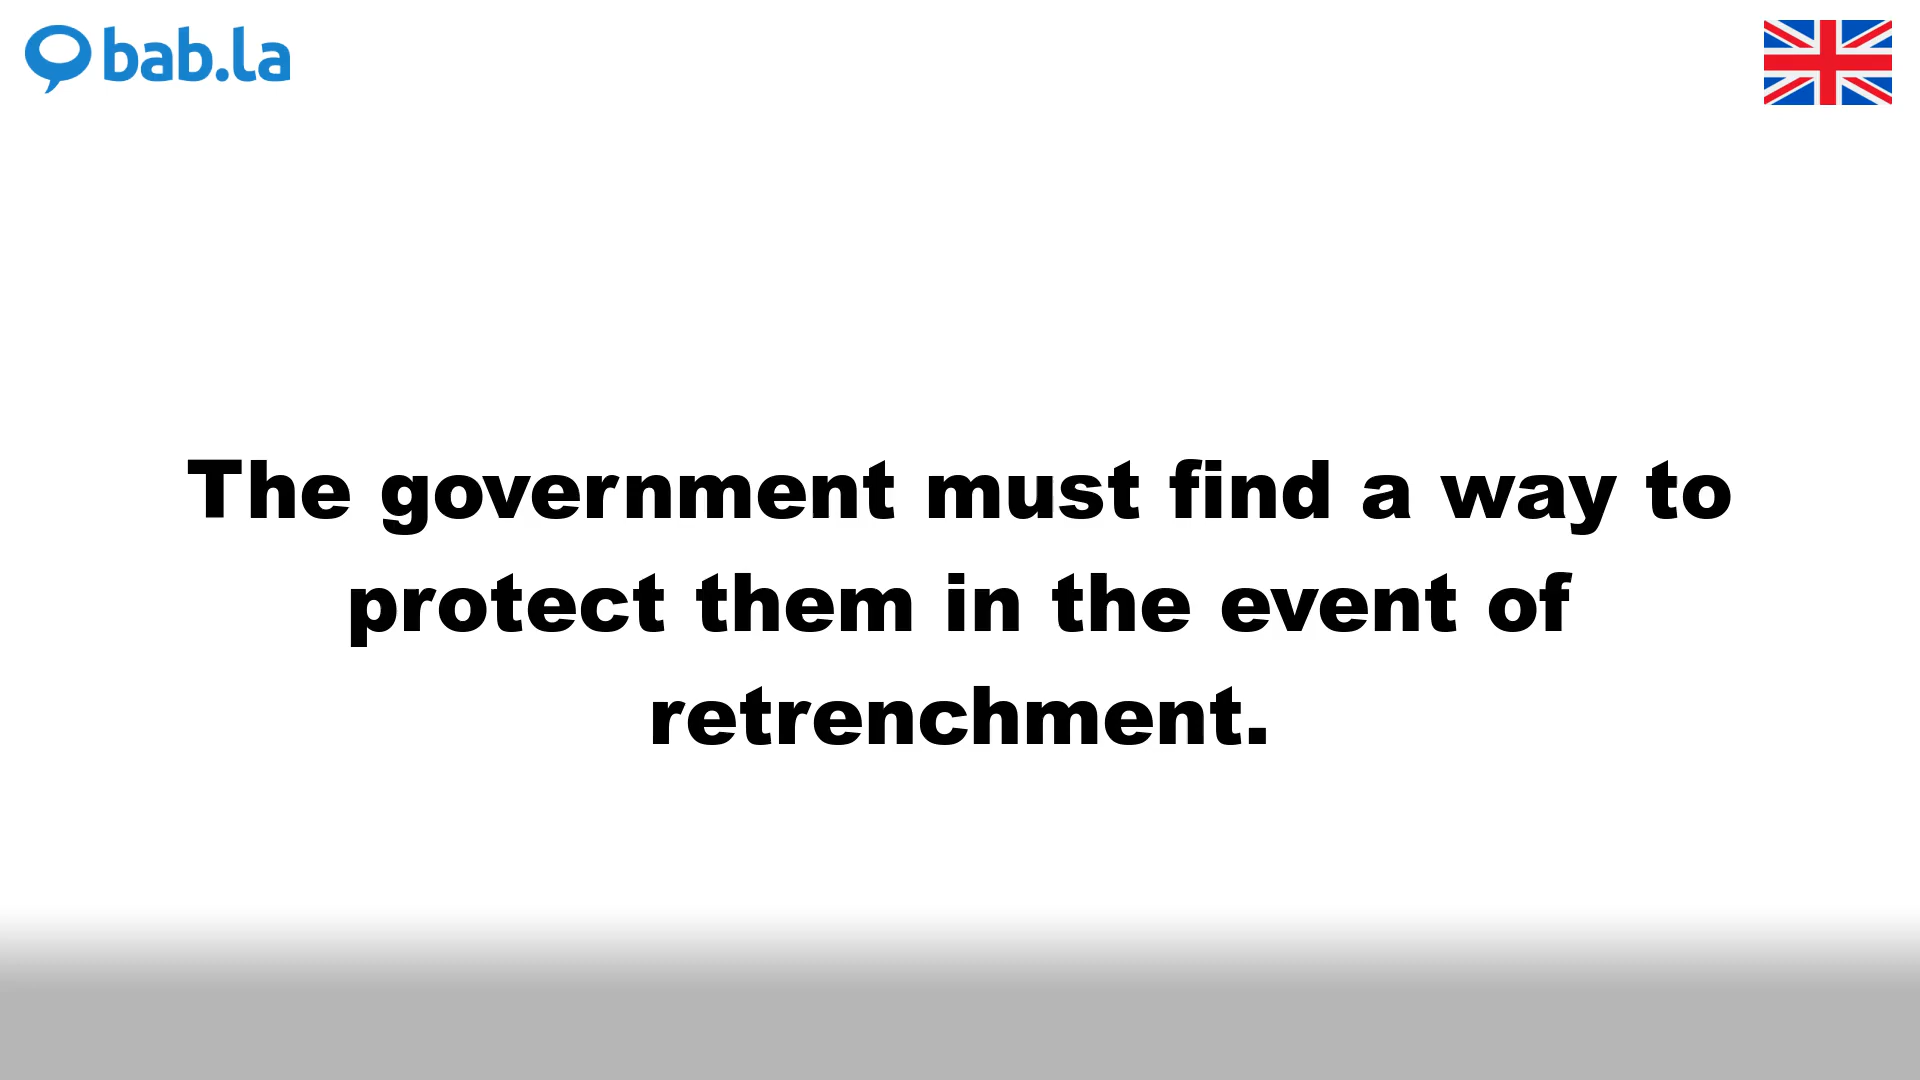 bab.la
The government must find a way to
protect them in the event of
retrenchment.